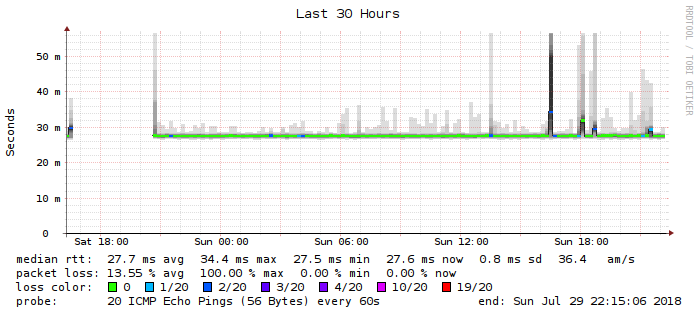 Last 30 Hours
RRDTOOL / TOBI OETIKER
Seconds
50 m
40 m
30 m
20 m
10 m
0
Sat 18:00 Sun 00:00 Sun 06:00 Sun 12:00 Sun 18:00
median rtt: 27.7 ms avg 34.4 ms max 27.5 ms min 27.6 ms now 0.8 ms sd 36.4 am/s
packet loss: 13.55 % avg 100.00 % max 0.00 % min 0.00 % now
loss color: 0 1/20 2/20 3/20 4/20 10/20 19/20
probe: 20 ICMP Echo Pings (56 Bytes) every 60s end: Sun Jul 29 22:15:06 2018